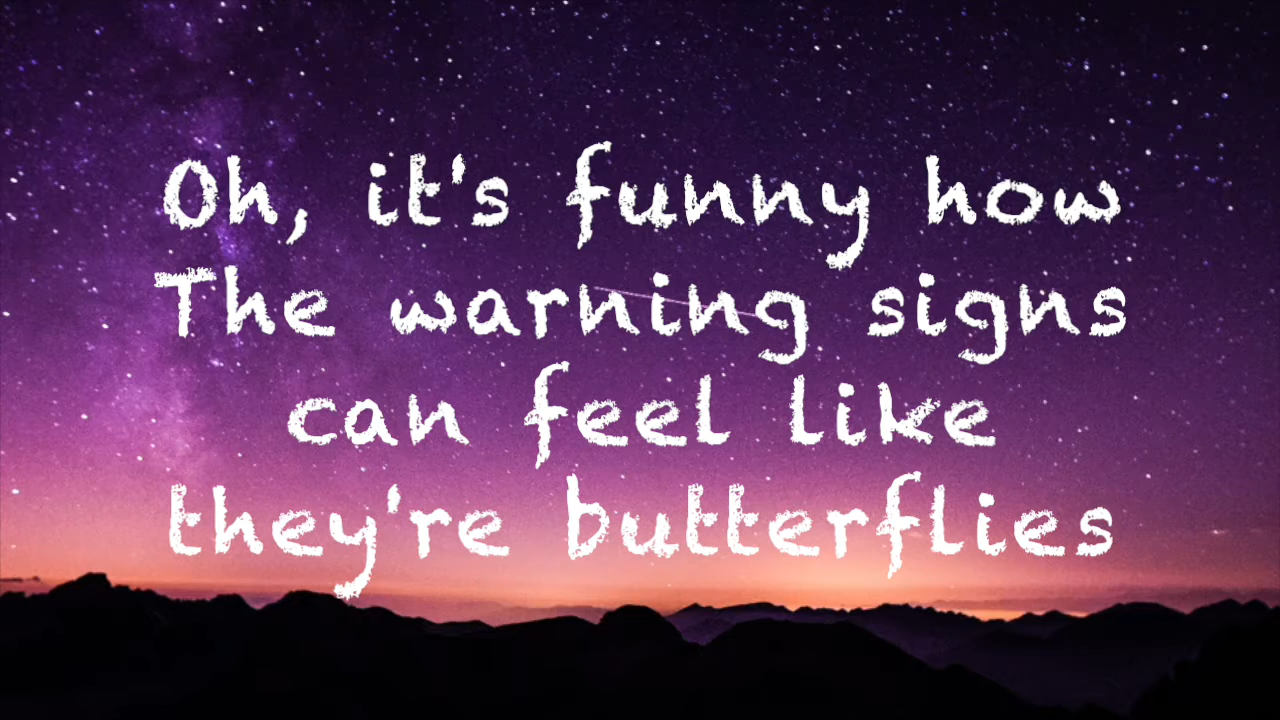 Oh, it's funny how
The warning signs
can feel like
they're butterflies